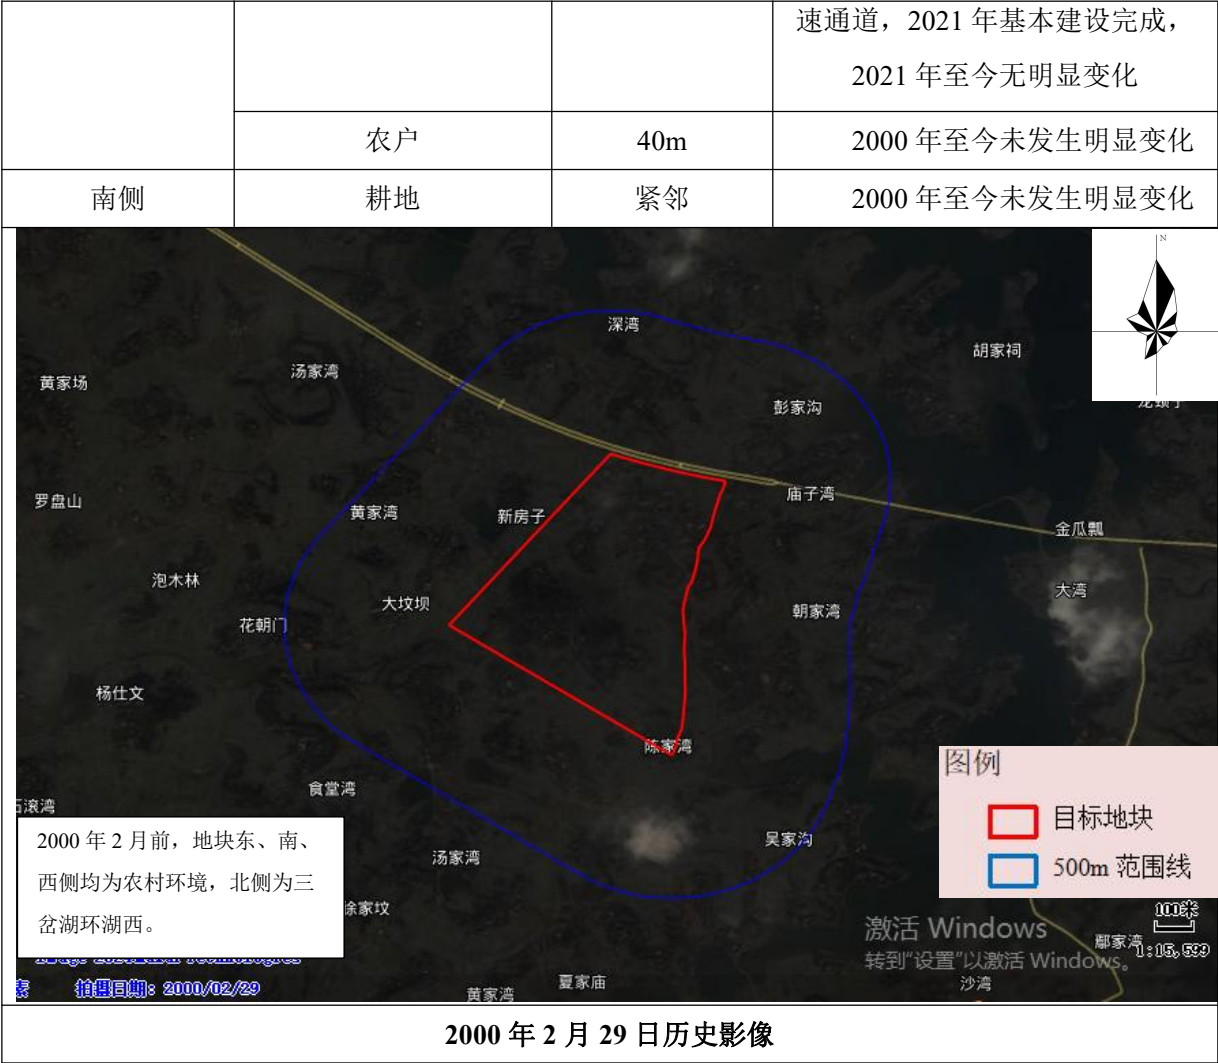 速通道，2021 年基本建设完成，
2021 年至今无明显变化
农户 40m 2000 年至今未发生明显变化
南侧 耕地 紧邻 2000 年至今未发生明显变化
N
深湾
胡家祠
汤家湾
黄家场
彭家沟
庙子湾
罗盘山
黄家湾
新房子
金瓜瓢
泡木林
大湾
大坟坝
朝家湾
花朝门
杨仕文
陈家湾
图例
目标地块
500m 范围线
食堂湾
石滚湾
2000 年 2 月前，地块东、南、
西侧均为农村环境，北侧为三
岔湖环湖西。
吴家沟
汤家湾
徐家坟
100米
1:15,599
激活 Windows
转到"设置"以激活 Windows。
鄢家湾
夏家庙
沙湾
黄家湾
拍摄日期: 2000/02/29
2000 年 2 月 29 日历史影像